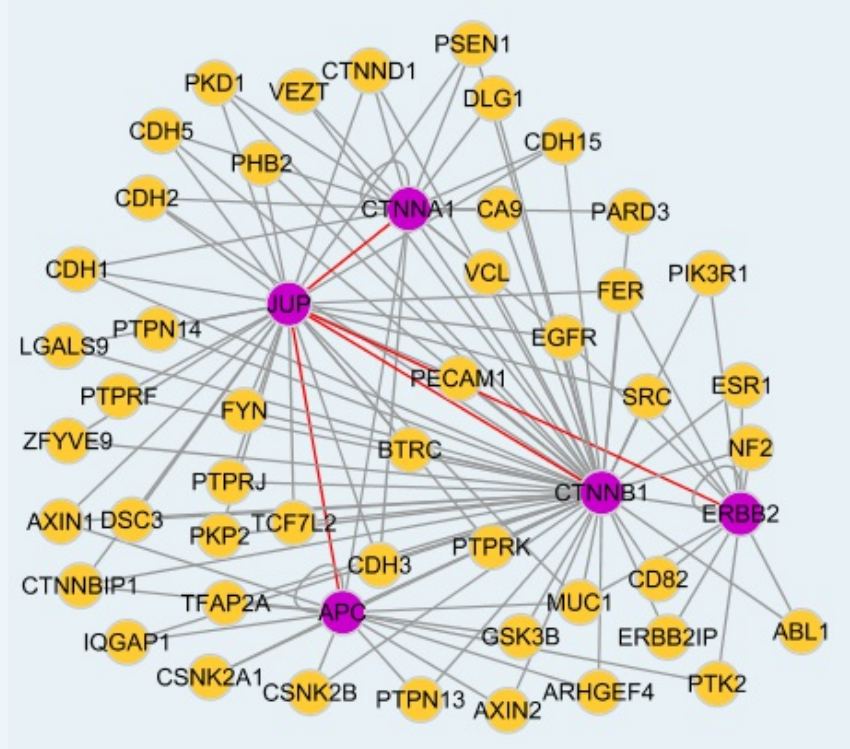 PSEN1
CTNND1
PKD1
VEZT
DLG1
CDH5
CDH15
PHB2
CDH2
CTNNA1
CA9
PARD3
CDH1
VCL
PIK3R1
FER
JUP
PTPN14
EGFR
LGALS9
PECAM1
ESR1
PTPRF
SRC
FYN
ZFYVE9
BTRC
NF2
PTPRJ
CTNNB1
ERBB2
AXIN1
DSC3
TCF7L2
PKP2
PTPRK
CDH3
CTNNBIP1
CD82
TFAP2A
MUC1
APC
IQGAP1
GSK3B
ERBB2IP
ABL1
CSNK2A1
CSNK2B
PTPN13
ARHGEF4
PTK2
AXIN2